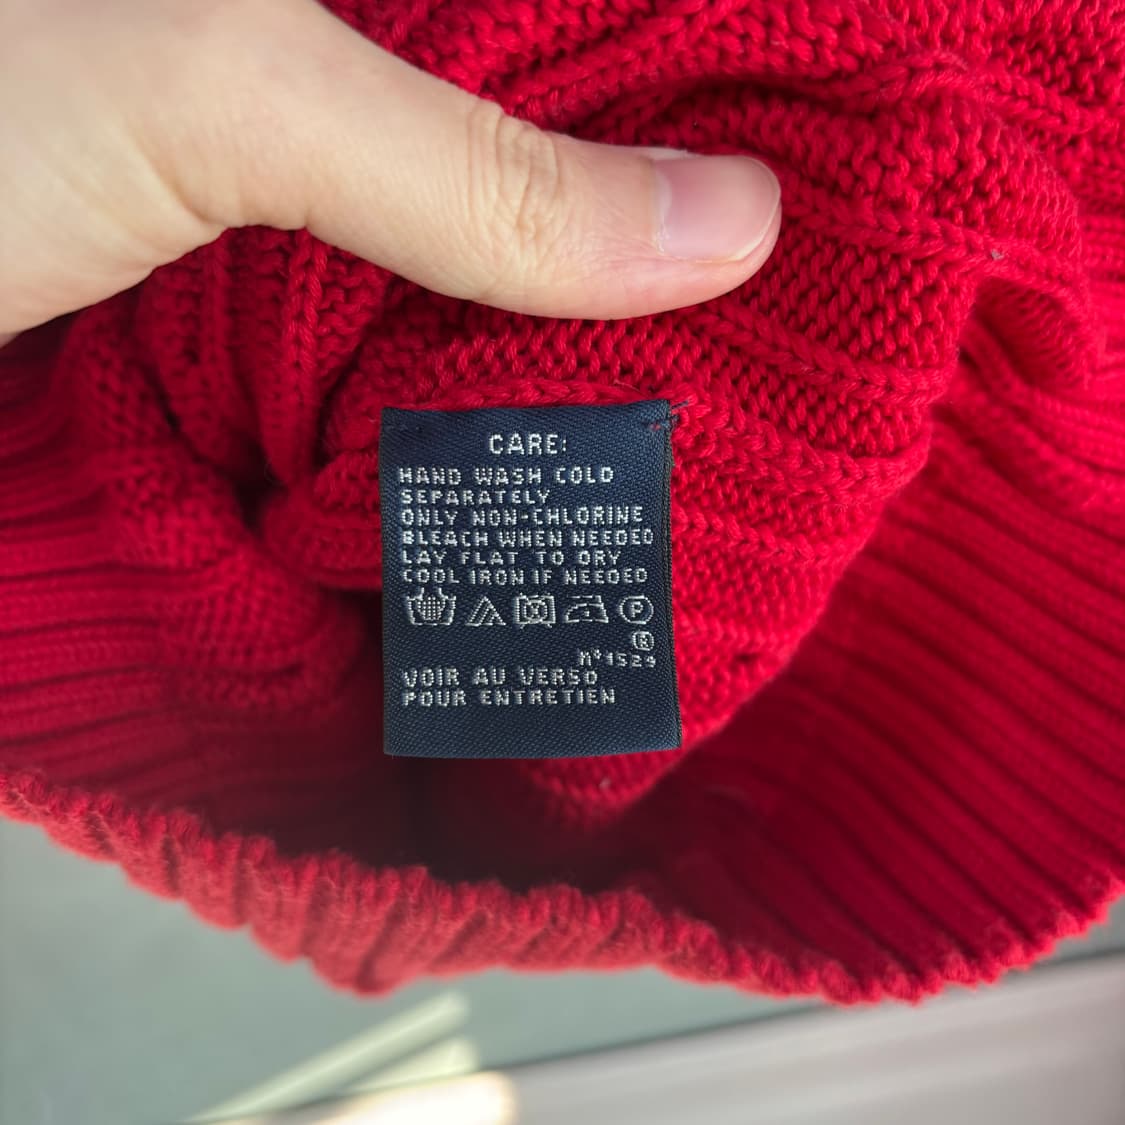 CARE:
HAND WASH COLD
SEPARATELY
ONLY NON-CHLORINE
BLEACH WHEN NEEDED
LAY FLAT TO DRY
COOL IRON IF NEEDED
P
®
n°1529
VOIR AU VERSO
POUR ENTRETIEN